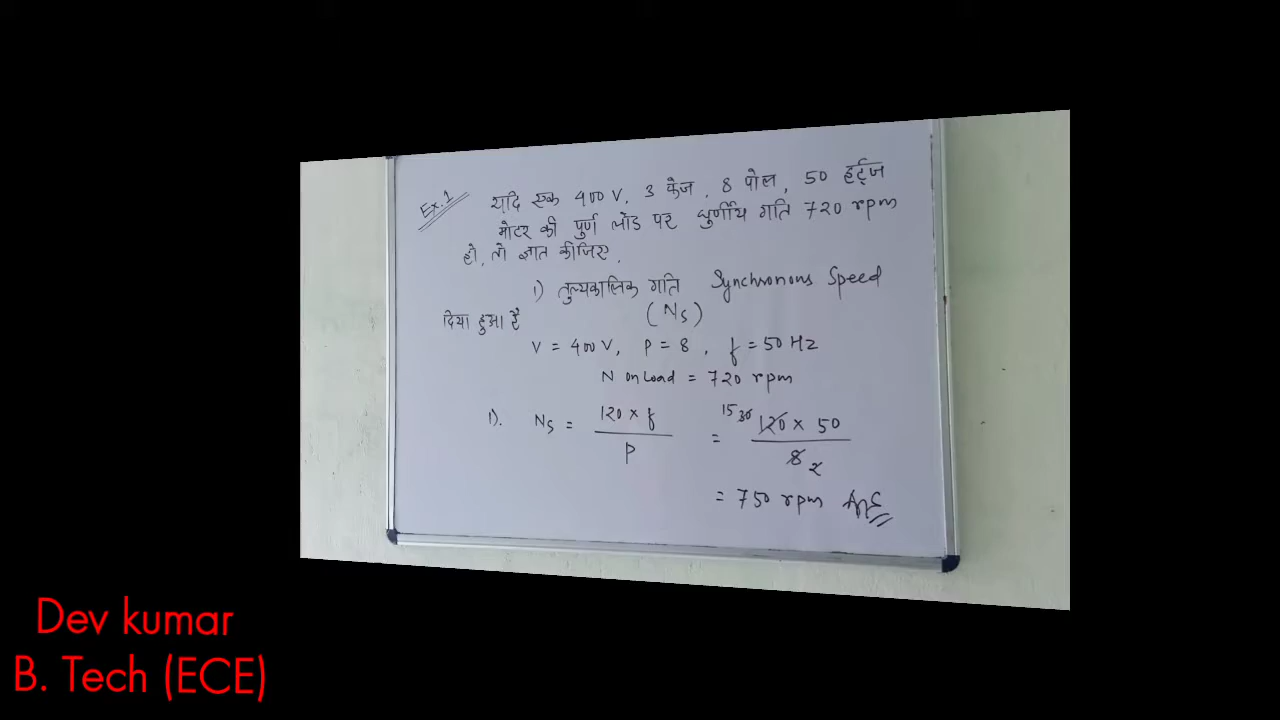 Ex.1 यदि एक 400 V, 3 फेज, 8 पोल, 50 हर्ट्ज
मोटर की पुर्ण लोड पर घुर्णीय गति 720 rpm
हो, तो ज्ञात कीजिए.
1) तुल्यकालिक गति Synchronous Speed
(Ns)
दिया हुआ है
V = 400 V, P = 8, f = 50 Hz
N on Load = 720 rpm
1). Ns = 120 x f / P = 15 30 120 x 50 / 8 2
= 750 rpm Ans
Dev kumar
B. Tech (ECE)